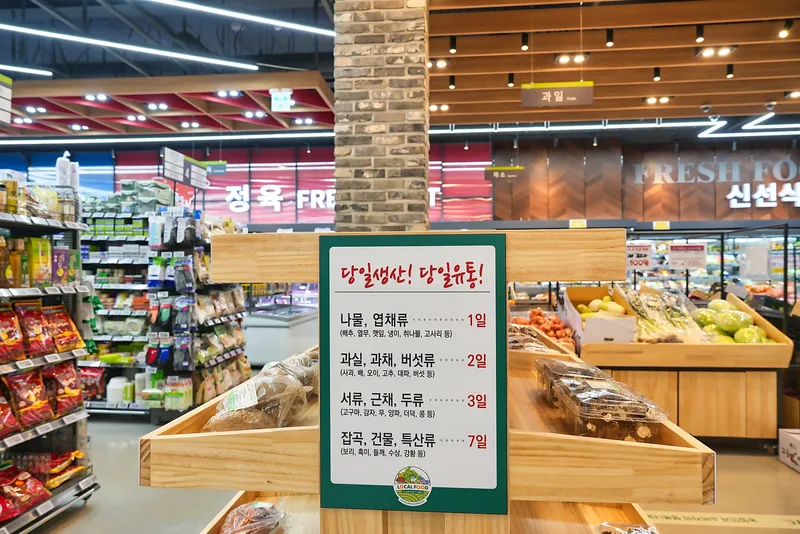 과일
채소
정육 FRE
FRESH FO
신선식
당일생산! 당일유통!
나물, 엽채류 ·········· 1일
(배추, 열무, 깻잎, 냉이, 취나물, 고사리 등)
과실, 과채, 버섯류 ······ 2일
(사과, 배, 오이, 고추, 대파, 버섯 등)
서류, 근채, 두류 ······· 3일
(고구마, 감자, 무, 양파, 더덕, 콩 등)
잡곡, 건물, 특산류 ······ 7일
(보리, 흑미, 들깨, 수삼, 강황 등)
LOCAL FOOD